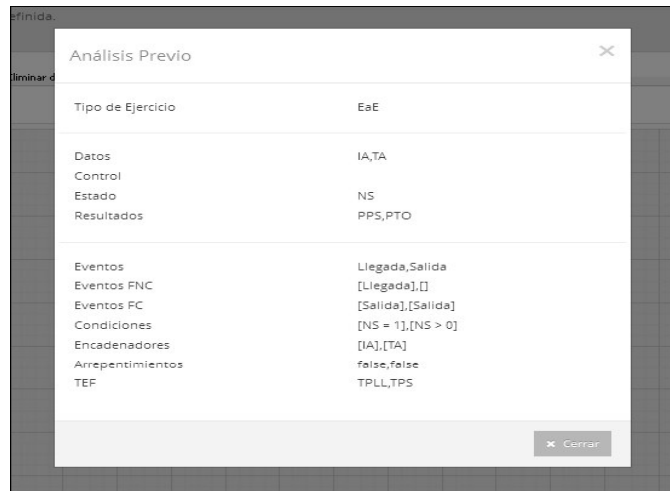 efinida.
Análisis Previo ×
Eliminar d
Tipo de Ejercicio EaE
Datos IA,TA
Control
Estado NS
Resultados PPS,PTO
Eventos Llegada,Salida
Eventos FNC [Llegada],[]
Eventos FC [Salida],[Salida]
Condiciones [NS = 1],[NS > 0]
Encadenadores [IA],[TA]
Arrepentimientos false,false
TEF TPLL,TPS
× Cerrar